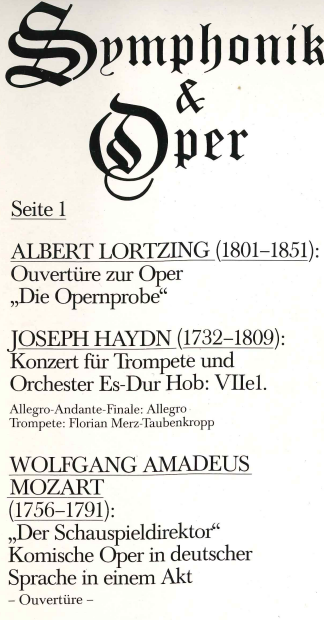 Symphonik
&
Oper
Seite 1
ALBERT LORTZING (1801–1851):
Ouvertüre zur Oper
„Die Opernprobe“
JOSEPH HAYDN (1732–1809):
Konzert für Trompete und
Orchester Es-Dur Hob: VIIe1.
Allegro-Andante-Finale: Allegro
Trompete: Florian Merz-Taubenkropp
WOLFGANG AMADEUS
MOZART
(1756–1791):
„Der Schauspieldirektor“
Komische Oper in deutscher
Sprache in einem Akt
– Ouvertüre –